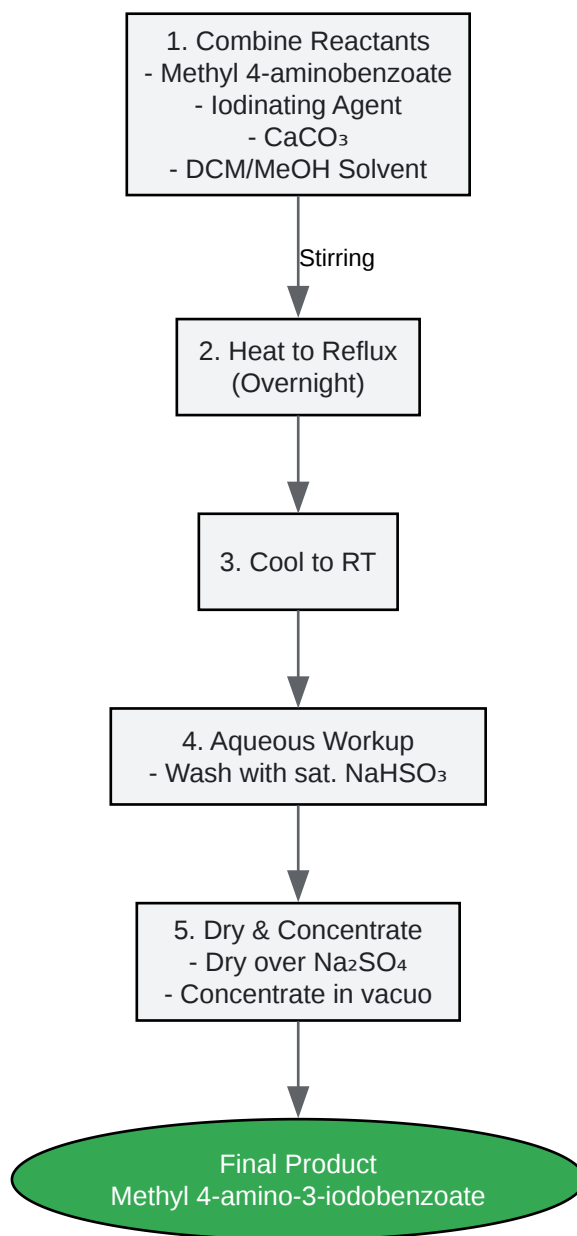 1. Combine Reactants
- Methyl 4-aminobenzoate
- Iodinating Agent
- CaCO₃
- DCM/MeOH Solvent
Stirring
2. Heat to Reflux
(Overnight)
3. Cool to RT
4. Aqueous Workup
- Wash with sat. NaHSO₃
5. Dry & Concentrate
- Dry over Na₂SO₄
- Concentrate in vacuo
Final Product
Methyl 4-amino-3-iodobenzoate